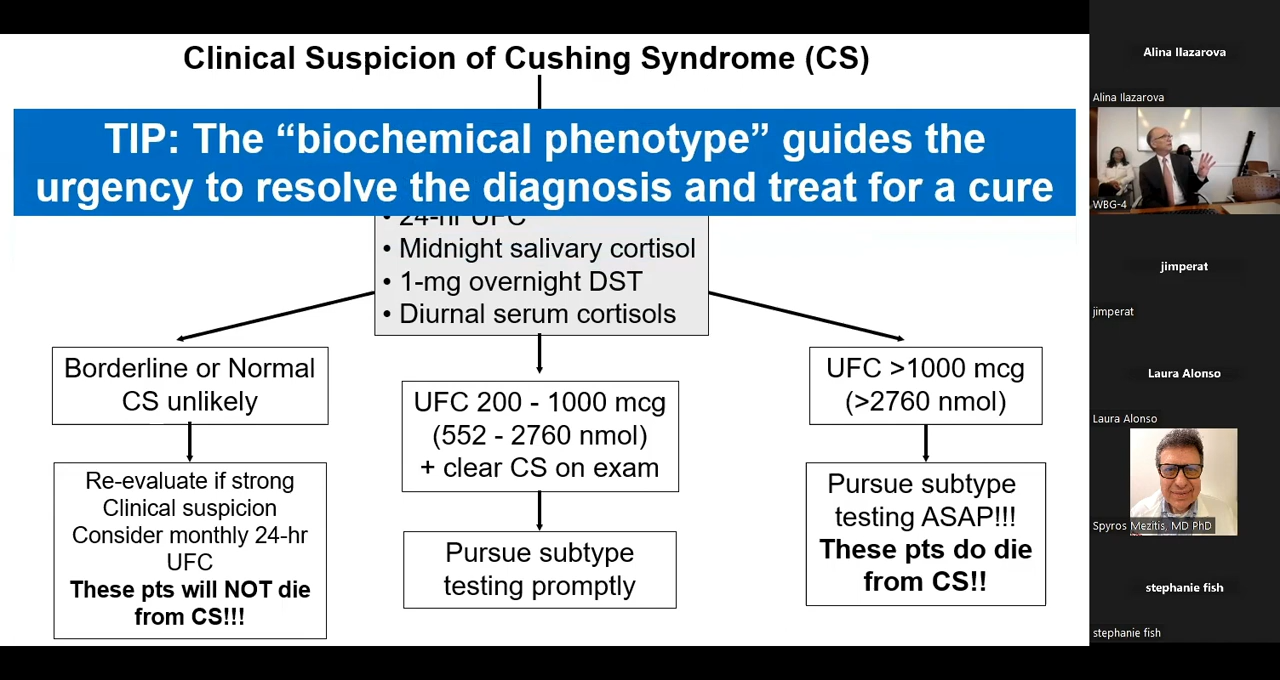 Clinical Suspicion of Cushing Syndrome (CS)
TIP: The “biochemical phenotype” guides the
urgency to resolve the diagnosis and treat for a cure
• 24-hr UFC
• Midnight salivary cortisol
• 1-mg overnight DST
• Diurnal serum cortisols
Borderline or Normal
CS unlikely
Re-evaluate if strong
Clinical suspicion
Consider monthly 24-hr
UFC
These pts will NOT die
from CS!!!
UFC 200 - 1000 mcg
(552 - 2760 nmol)
+ clear CS on exam
Pursue subtype
testing promptly
UFC >1000 mcg
(>2760 nmol)
Pursue subtype
testing ASAP!!!
These pts do die
from CS!!
Alina Ilazarova
Alina Ilazarova
WBG-4
jimperat
jimperat
Laura Alonso
Laura Alonso
Spyros Mezitis, MD PhD
stephanie fish
stephanie fish